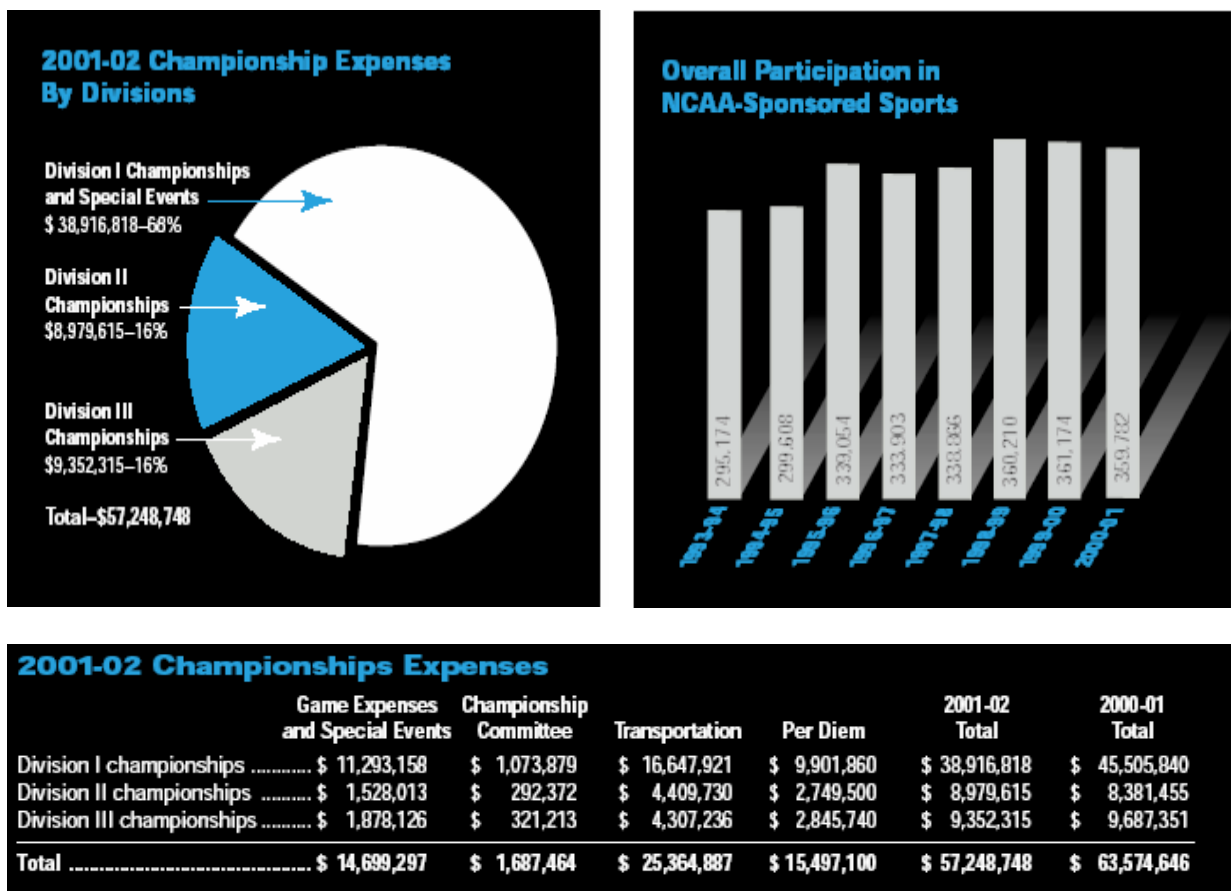 2001-02 Championship Expenses
By Divisions
Division I Championships
and Special Events
$ 38,916,818–68%
Division II
Championships
$8,979,615–16%
Division III
Championships
$9,352,315–16%
Total–$57,248,748
Overall Participation in
NCAA-Sponsored Sports
295,174
299,608
339,054
333,903
338,866
360,210
361,174
359,782
1993-94
1994-95
1995-96
1996-97
1997-98
1998-99
1999-00
2000-01
2001-02 Championships Expenses
Game Expenses Championship 2001-02 2000-01
and Special Events Committee Transportation Per Diem Total Total
Division I championships ............ $ 11,293,158 $ 1,073,879 $ 16,647,921 $ 9,901,860 $ 38,916,818 $ 45,505,840
Division II championships .......... $ 1,528,013 $ 292,372 $ 4,409,730 $ 2,749,500 $ 8,979,615 $ 8,381,455
Division III championships .......... $ 1,878,126 $ 321,213 $ 4,307,236 $ 2,845,740 $ 9,352,315 $ 9,687,351
Total ............................................ $ 14,699,297 $ 1,687,464 $ 25,364,887 $ 15,497,100 $ 57,248,748 $ 63,574,646